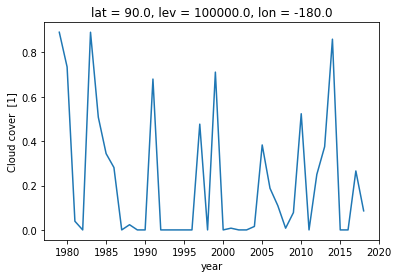 lat = 90.0, lev = 100000.0, lon = -180.0
Cloud cover [1]
0.8
0.6
0.4
0.2
0.0
1980 1985 1990 1995 2000 2005 2010 2015 2020
year